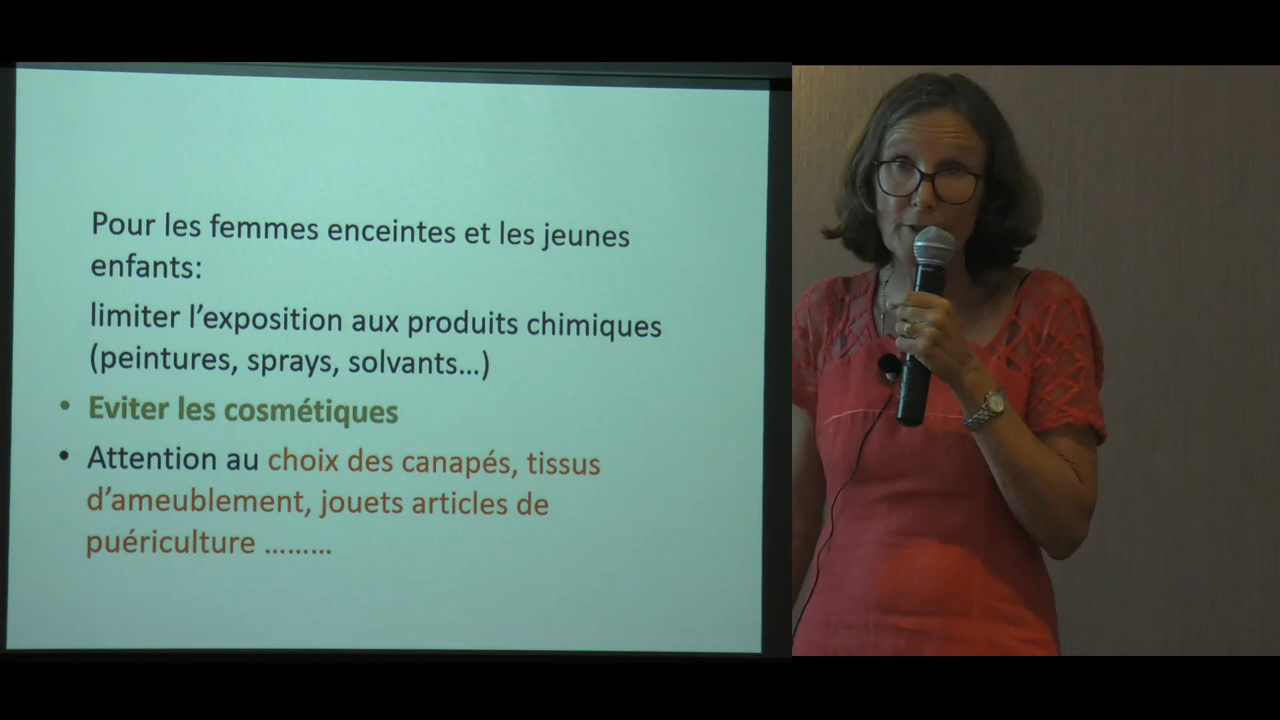 Pour les femmes enceintes et les jeunes
enfants:
limiter l'exposition aux produits chimiques
(peintures, sprays, solvants...)
• Eviter les cosmétiques
• Attention au choix des canapés, tissus
d'ameublement, jouets articles de
puériculture .........